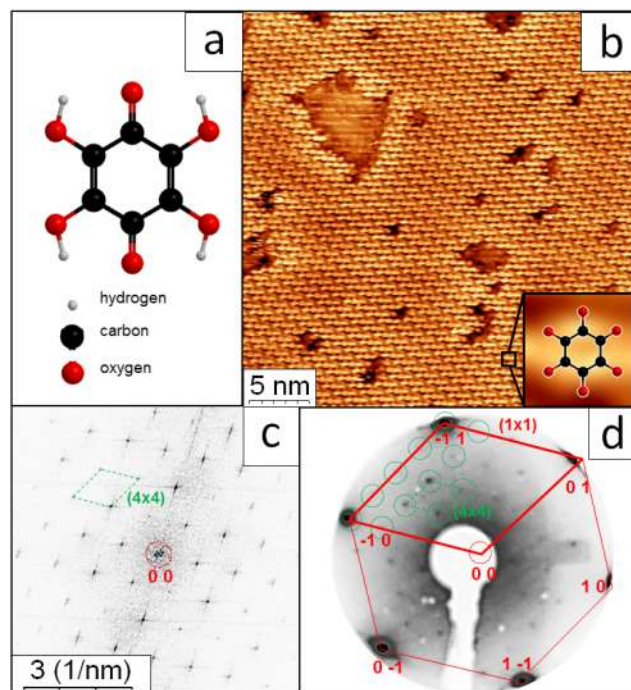 a
hydrogen
carbon
oxygen
b
5 nm
c
(4x4)
0 0
3 (1/nm)
d
(1x1)
-1 1
0 1
(4x4)
-1 0
0 0
1 0
0 -1
1 -1